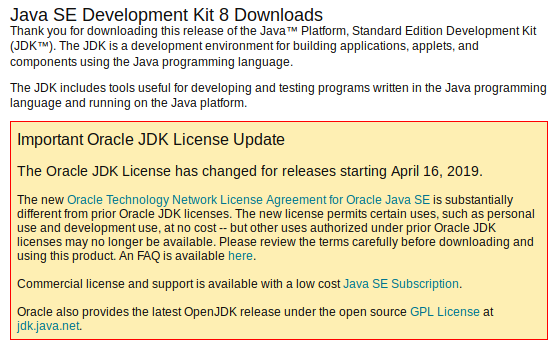 Java SE Development Kit 8 Downloads
Thank you for downloading this release of the Java™ Platform, Standard Edition Development Kit
(JDK™). The JDK is a development environment for building applications, applets, and
components using the Java programming language.
The JDK includes tools useful for developing and testing programs written in the Java programming
language and running on the Java platform.
Important Oracle JDK License Update
The Oracle JDK License has changed for releases starting April 16, 2019.
The new Oracle Technology Network License Agreement for Oracle Java SE is substantially
different from prior Oracle JDK licenses. The new license permits certain uses, such as personal
use and development use, at no cost -- but other uses authorized under prior Oracle JDK
licenses may no longer be available. Please review the terms carefully before downloading and
using this product. An FAQ is available here.
Commercial license and support is available with a low cost Java SE Subscription.
Oracle also provides the latest OpenJDK release under the open source GPL License at
jdk.java.net.